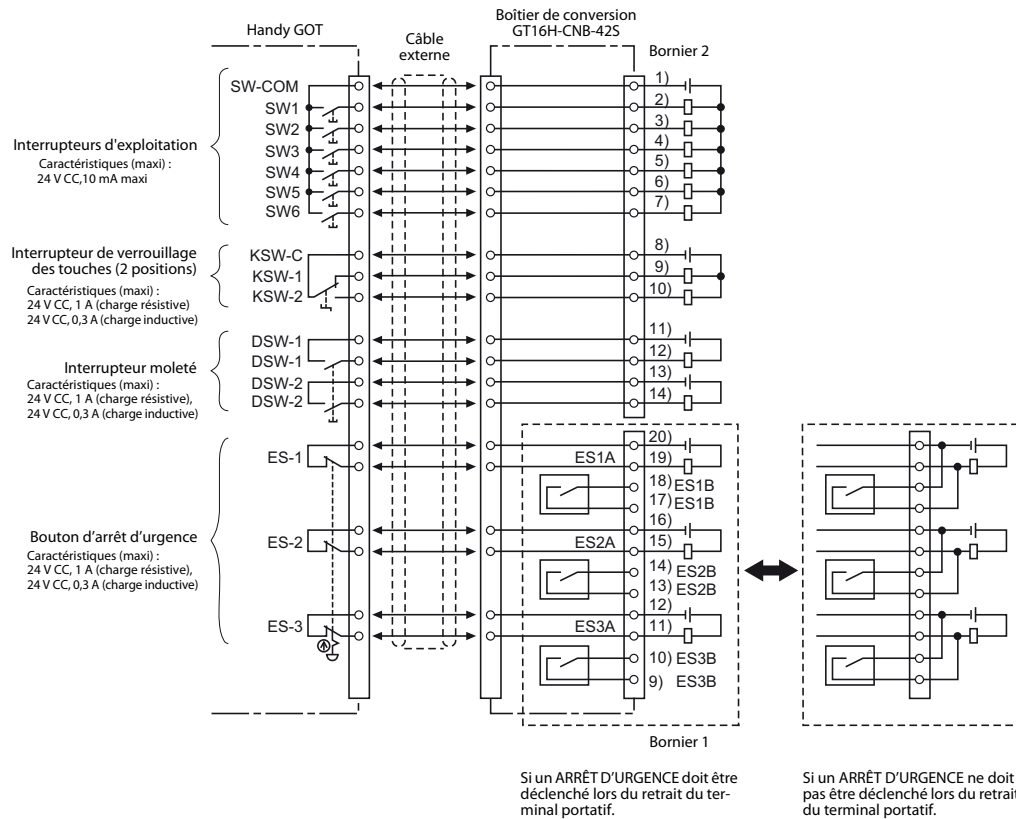 Handy GOT
Câble
externe
Boîtier de conversion
GT16H-CNB-42S
Bornier 2
Interrupteurs d'exploitation
Caractéristiques (maxi) :
24 V CC,10 mA maxi
SW-COM
SW1
SW2
SW3
SW4
SW5
SW6
1)
2)
3)
4)
5)
6)
7)
Interrupteur de verrouillage
des touches (2 positions)
Caractéristiques (maxi) :
24 V CC, 1 A (charge résistive)
24 V CC, 0,3 A (charge inductive)
KSW-C
KSW-1
KSW-2
8)
9)
10)
Interrupteur moleté
Caractéristiques (maxi) :
24 V CC, 1 A (charge résistive),
24 V CC, 0,3 A (charge inductive)
DSW-1
DSW-1
DSW-2
DSW-2
11)
12)
13)
14)
Bouton d'arrêt d'urgence
Caractéristiques (maxi) :
24 V CC, 1 A (charge résistive),
24 V CC, 0,3 A (charge inductive)
ES-1
ES-2
ES-3
20)
ES1A 19)
18) ES1B
17) ES1B
16)
ES2A 15)
14) ES2B
13) ES2B
12)
ES3A 11)
10) ES3B
9) ES3B
Bornier 1
Si un ARRÊT D'URGENCE doit être
déclenché lors du retrait du ter-
minal portatif.
Si un ARRÊT D'URGENCE ne doit
pas être déclenché lors du retrait
du terminal portatif.